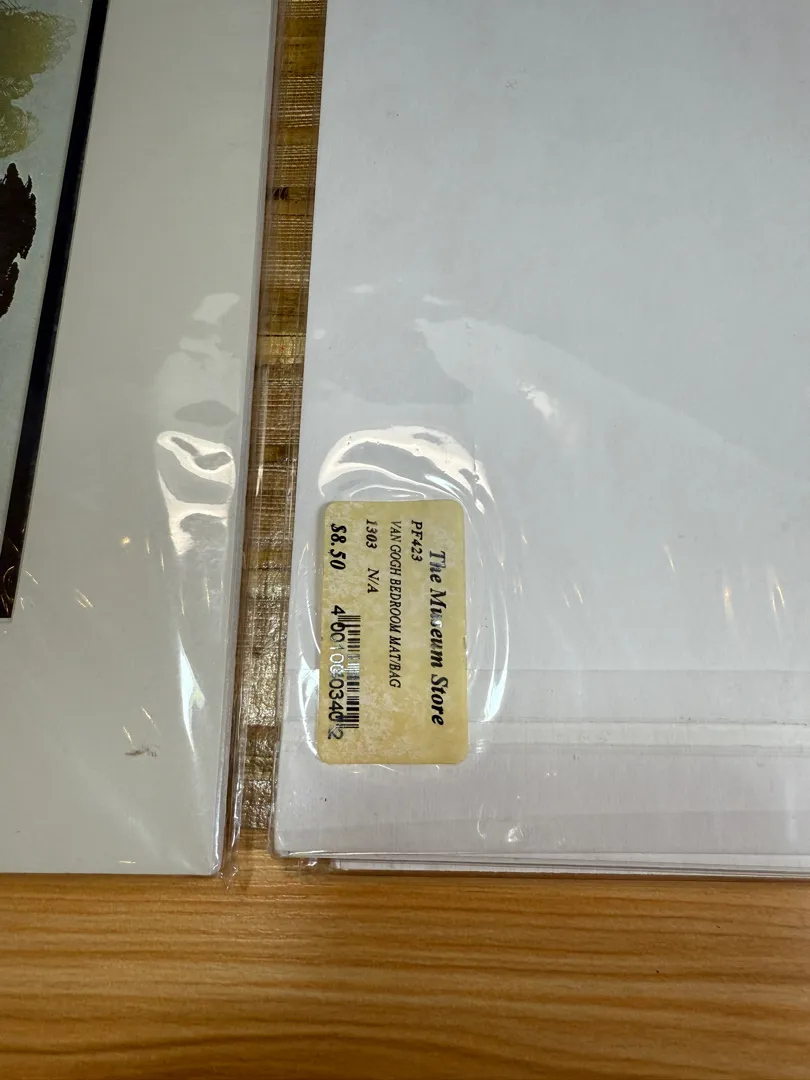 The Museum Store
PF423
VAN GOGH BEDROOM MAT/BAG
1303 N/A
$8.50